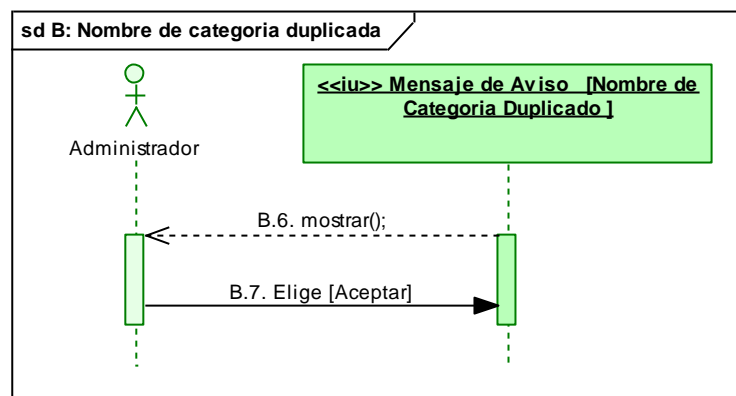 sd B: Nombre de categoria duplicada
<<iu>> Mensaje de Aviso [Nombre de
Categoria Duplicado ]
Administrador
B.6. mostrar();
B.7. Elige [Aceptar]